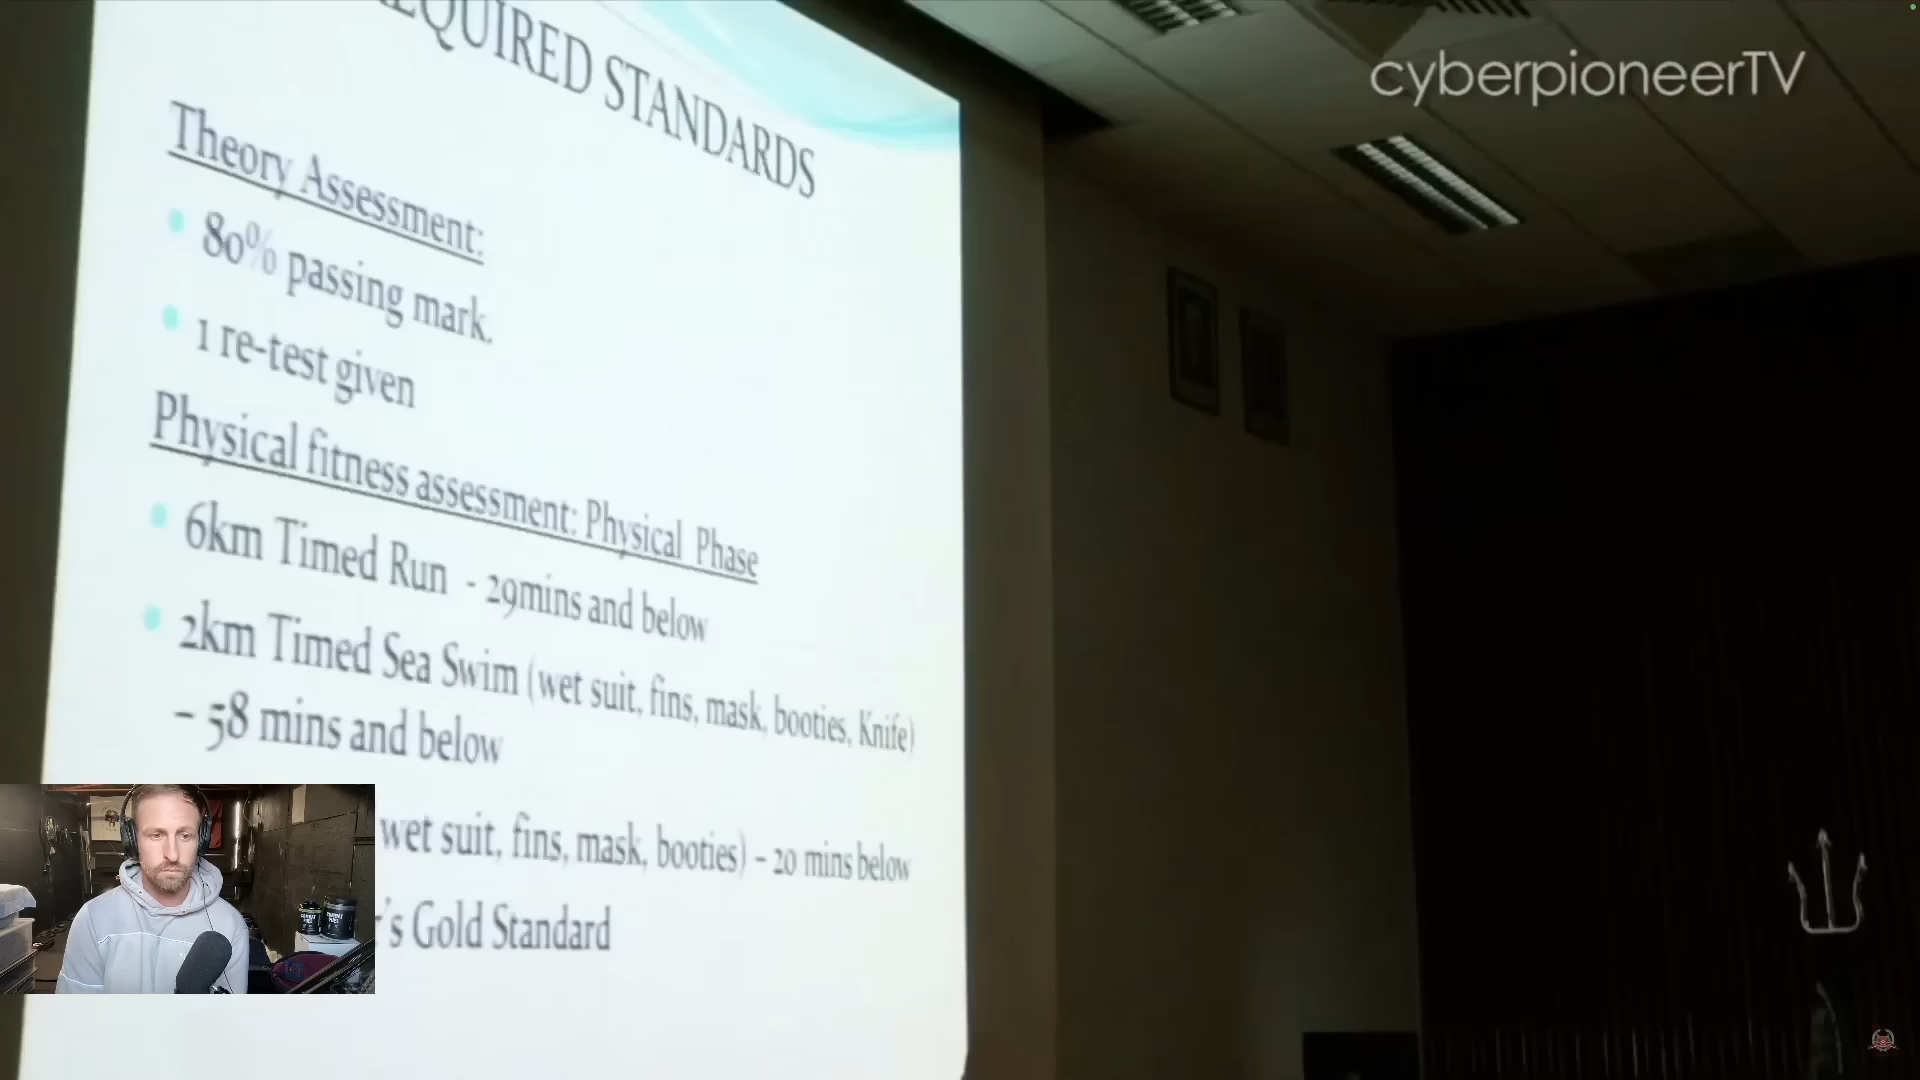 cyberpioneerTV
REQUIRED STANDARDS
Theory Assessment:
80% passing mark.
1 re-test given
Physical fitness assessment: Physical Phase
6km Timed Run - 29mins and below
2km Timed Sea Swim (wet suit, fins, mask, booties, Knife)
– 58 mins and below
wet suit, fins, mask, booties) – 20 mins below
's Gold Standard